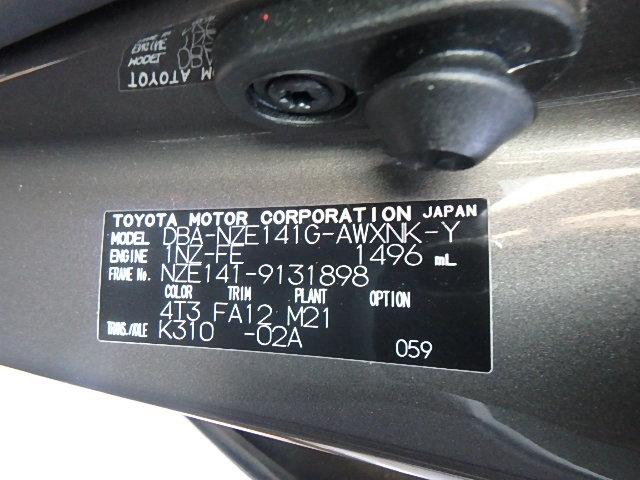 TOYOTA MOTOR CORPORATION JAPAN
MODEL DBA-NZE141G-AWXNK-Y
ENGINE 1NZ-FE 1496 mL
FRAME No. NZE141-9131898
COLOR TRIM PLANT OPTION
4T3 FA12 M21
TRANS./AXLE K310 -02A
059